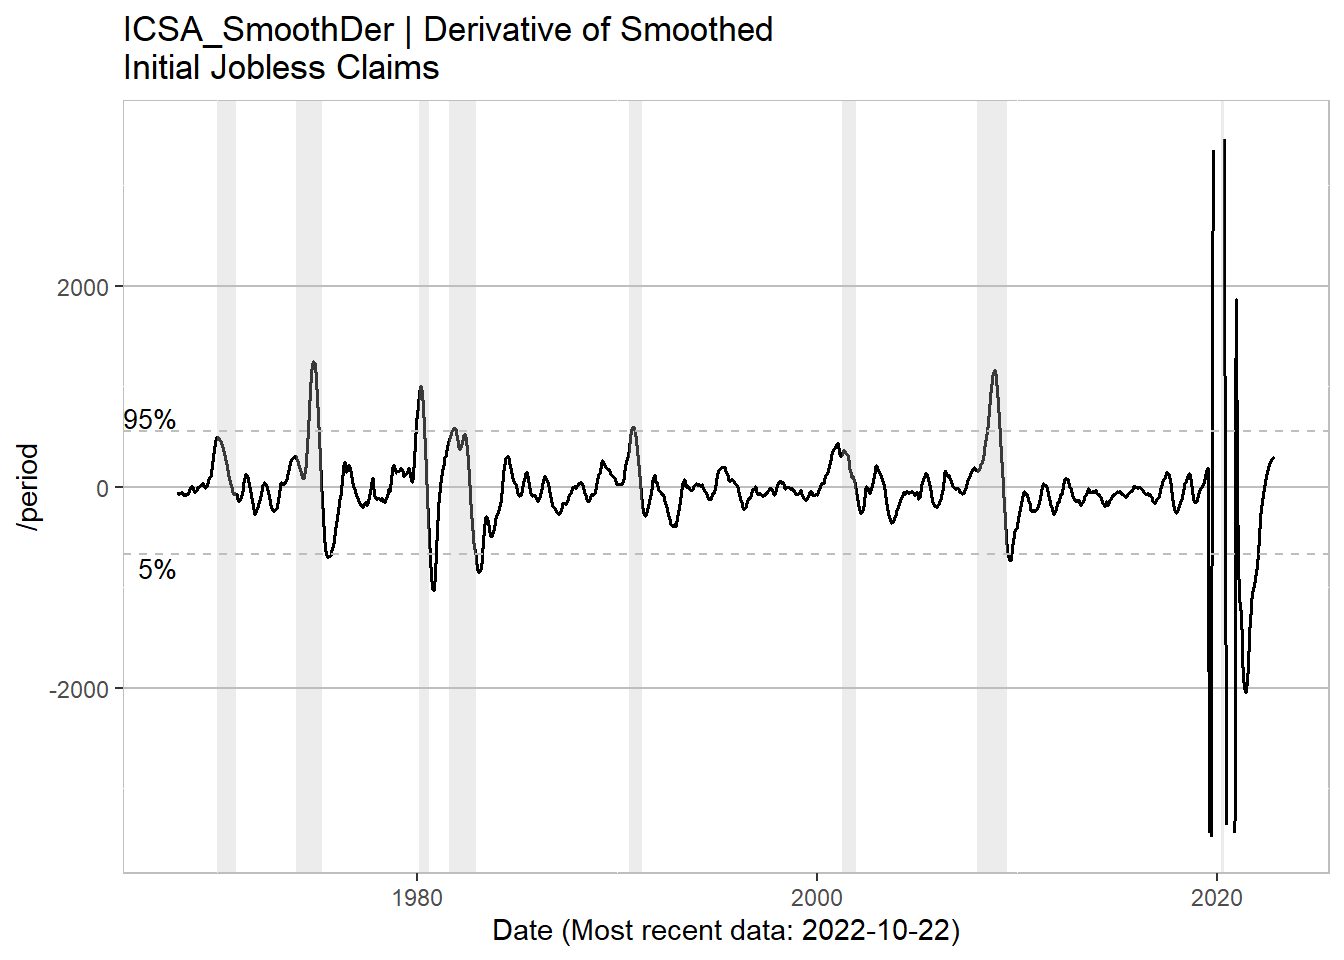 ICSA_SmoothDer | Derivative of Smoothed
Initial Jobless Claims
2000
95%
0
5%
-2000
/period
1980
2000
2020
Date (Most recent data: 2022-10-22)